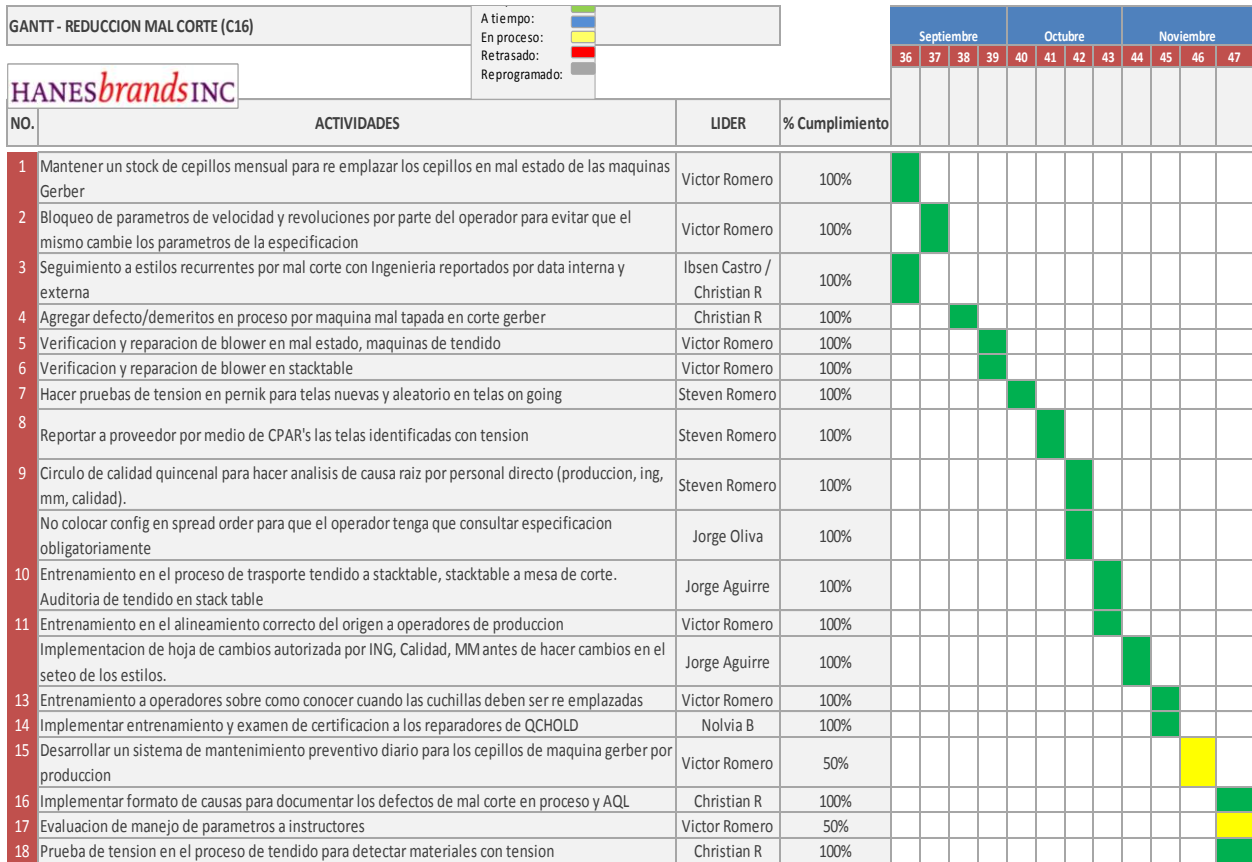 GANTT - REDUCCION MAL CORTE (C16)
A tiempo:
En proceso:
Retrasado:
Reprogramado:
Septiembre Octubre Noviembre
36 37 38 39 40 41 42 43 44 45 46 47
HANESbrandsINC
NO. ACTIVIDADES LIDER % Cumplimiento
1 Mantener un stock de cepillos mensual para re emplazar los cepillos en mal estado de las maquinas
Gerber
Victor Romero 100%
2 Bloqueo de parametros de velocidad y revoluciones por parte del operador para evitar que el
mismo cambie los parametros de la especificacion
Victor Romero 100%
3 Seguimiento a estilos recurrentes por mal corte con Ingenieria reportados por data interna y
externa
Ibsen Castro /
Christian R
100%
4 Agregar defecto/demeritos en proceso por maquina mal tapada en corte gerber Christian R 100%
5 Verificacion y reparacion de blower en mal estado, maquinas de tendido Victor Romero 100%
6 Verificacion y reparacion de blower en stacktable Victor Romero 100%
7 Hacer pruebas de tension en pernik para telas nuevas y aleatorio en telas on going Steven Romero 100%
8 Reportar a proveedor por medio de CPAR's las telas identificadas con tension Steven Romero 100%
9 Circulo de calidad quincenal para hacer analisis de causa raiz por personal directo (produccion, ing,
mm, calidad).
Steven Romero 100%
No colocar config en spread order para que el operador tenga que consultar especificacion
obligatoriamente
Jorge Oliva 100%
10 Entrenamiento en el proceso de trasporte tendido a stacktable, stacktable a mesa de corte.
Auditoria de tendido en stack table
Jorge Aguirre 100%
11 Entrenamiento en el alineamiento correcto del origen a operadores de produccion Victor Romero 100%
Implementacion de hoja de cambios autorizada por ING, Calidad, MM antes de hacer cambios en el
seteo de los estilos.
Jorge Aguirre 100%
13 Entrenamiento a operadores sobre como conocer cuando las cuchillas deben ser re emplazadas Victor Romero 100%
14 Implementar entrenamiento y examen de certificacion a los reparadores de QCHOLD Nolvia B 100%
15 Desarrollar un sistema de mantenimiento preventivo diario para los cepillos de maquina gerber por
produccion
Victor Romero 50%
16 Implementar formato de causas para documentar los defectos de mal corte en proceso y AQL Christian R 100%
17 Evaluacion de manejo de parametros a instructores Victor Romero 50%
18 Prueba de tension en el proceso de tendido para detectar materiales con tension Christian R 100%